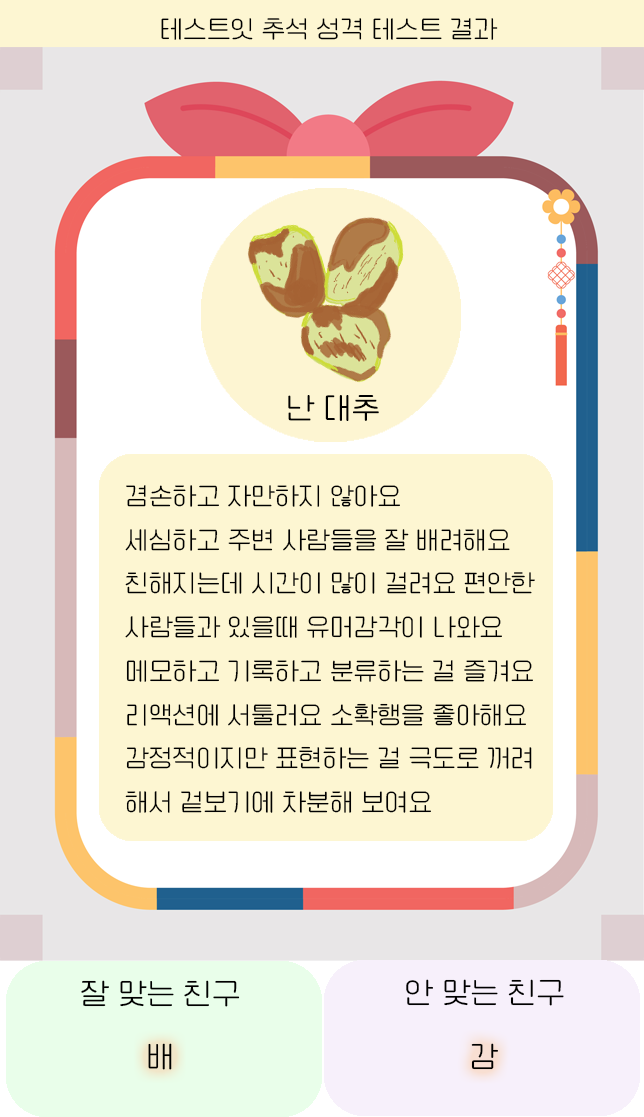 테스트잇 추석 성격 테스트 결과
난 대추
겸손하고 자만하지 않아요
세심하고 주변 사람들을 잘 배려해요
친해지는데 시간이 많이 걸려요 편안한
사람들과 있을때 유머감각이 나와요
메모하고 기록하고 분류하는 걸 즐겨요
리액션에 서툴러요 소확행을 좋아해요
감정적이지만 표현하는 걸 극도로 꺼려
해서 겉보기에 차분해 보여요
잘 맞는 친구
배
안 맞는 친구
감